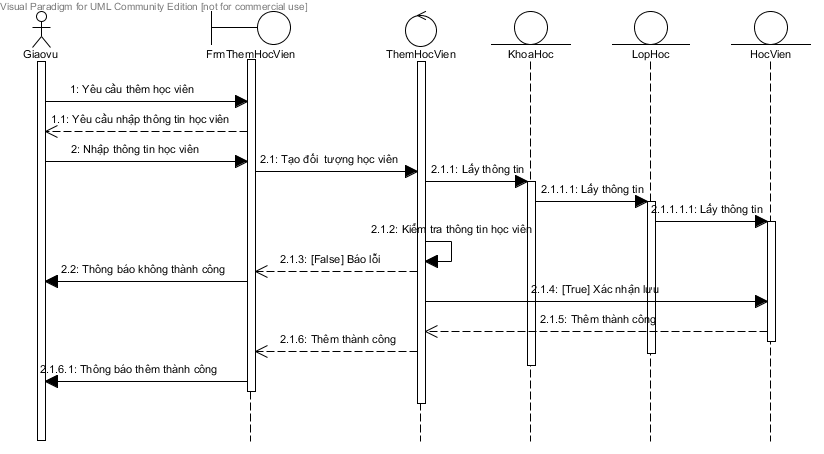 Visual Paradigm for UML Community Edition [not for commercial use]
Giaovu
FrmThemHocVien
ThemHocVien
KhoaHoc
LopHoc
HocVien
1: Yêu cầu thêm học viên
1.1: Yêu cầu nhập thông tin học viên
2: Nhập thông tin học viên
2.1: Tạo đối tượng học viên
2.1.1: Lấy thông tin
2.1.1.1: Lấy thông tin
2.1.1.1.1: Lấy thông tin
2.1.2: Kiểm tra thông tin học viên
2.1.3: [False] Báo lỗi
2.2: Thông báo không thành công
2.1.4: [True] Xác nhận lưu
2.1.5: Thêm thành công
2.1.6: Thêm thành công
2.1.6.1: Thông báo thêm thành công